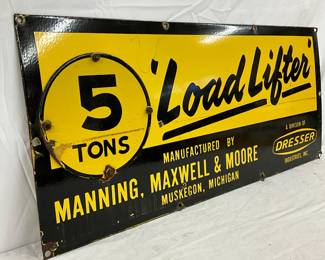 5
TONS
'Load Lifter'
MANUFACTURED BY
MANNING, MAXWELL & MOORE
MUSKEGON, MICHIGAN
A DIVISION OF
DRESSER
INDUSTRIES, INC.